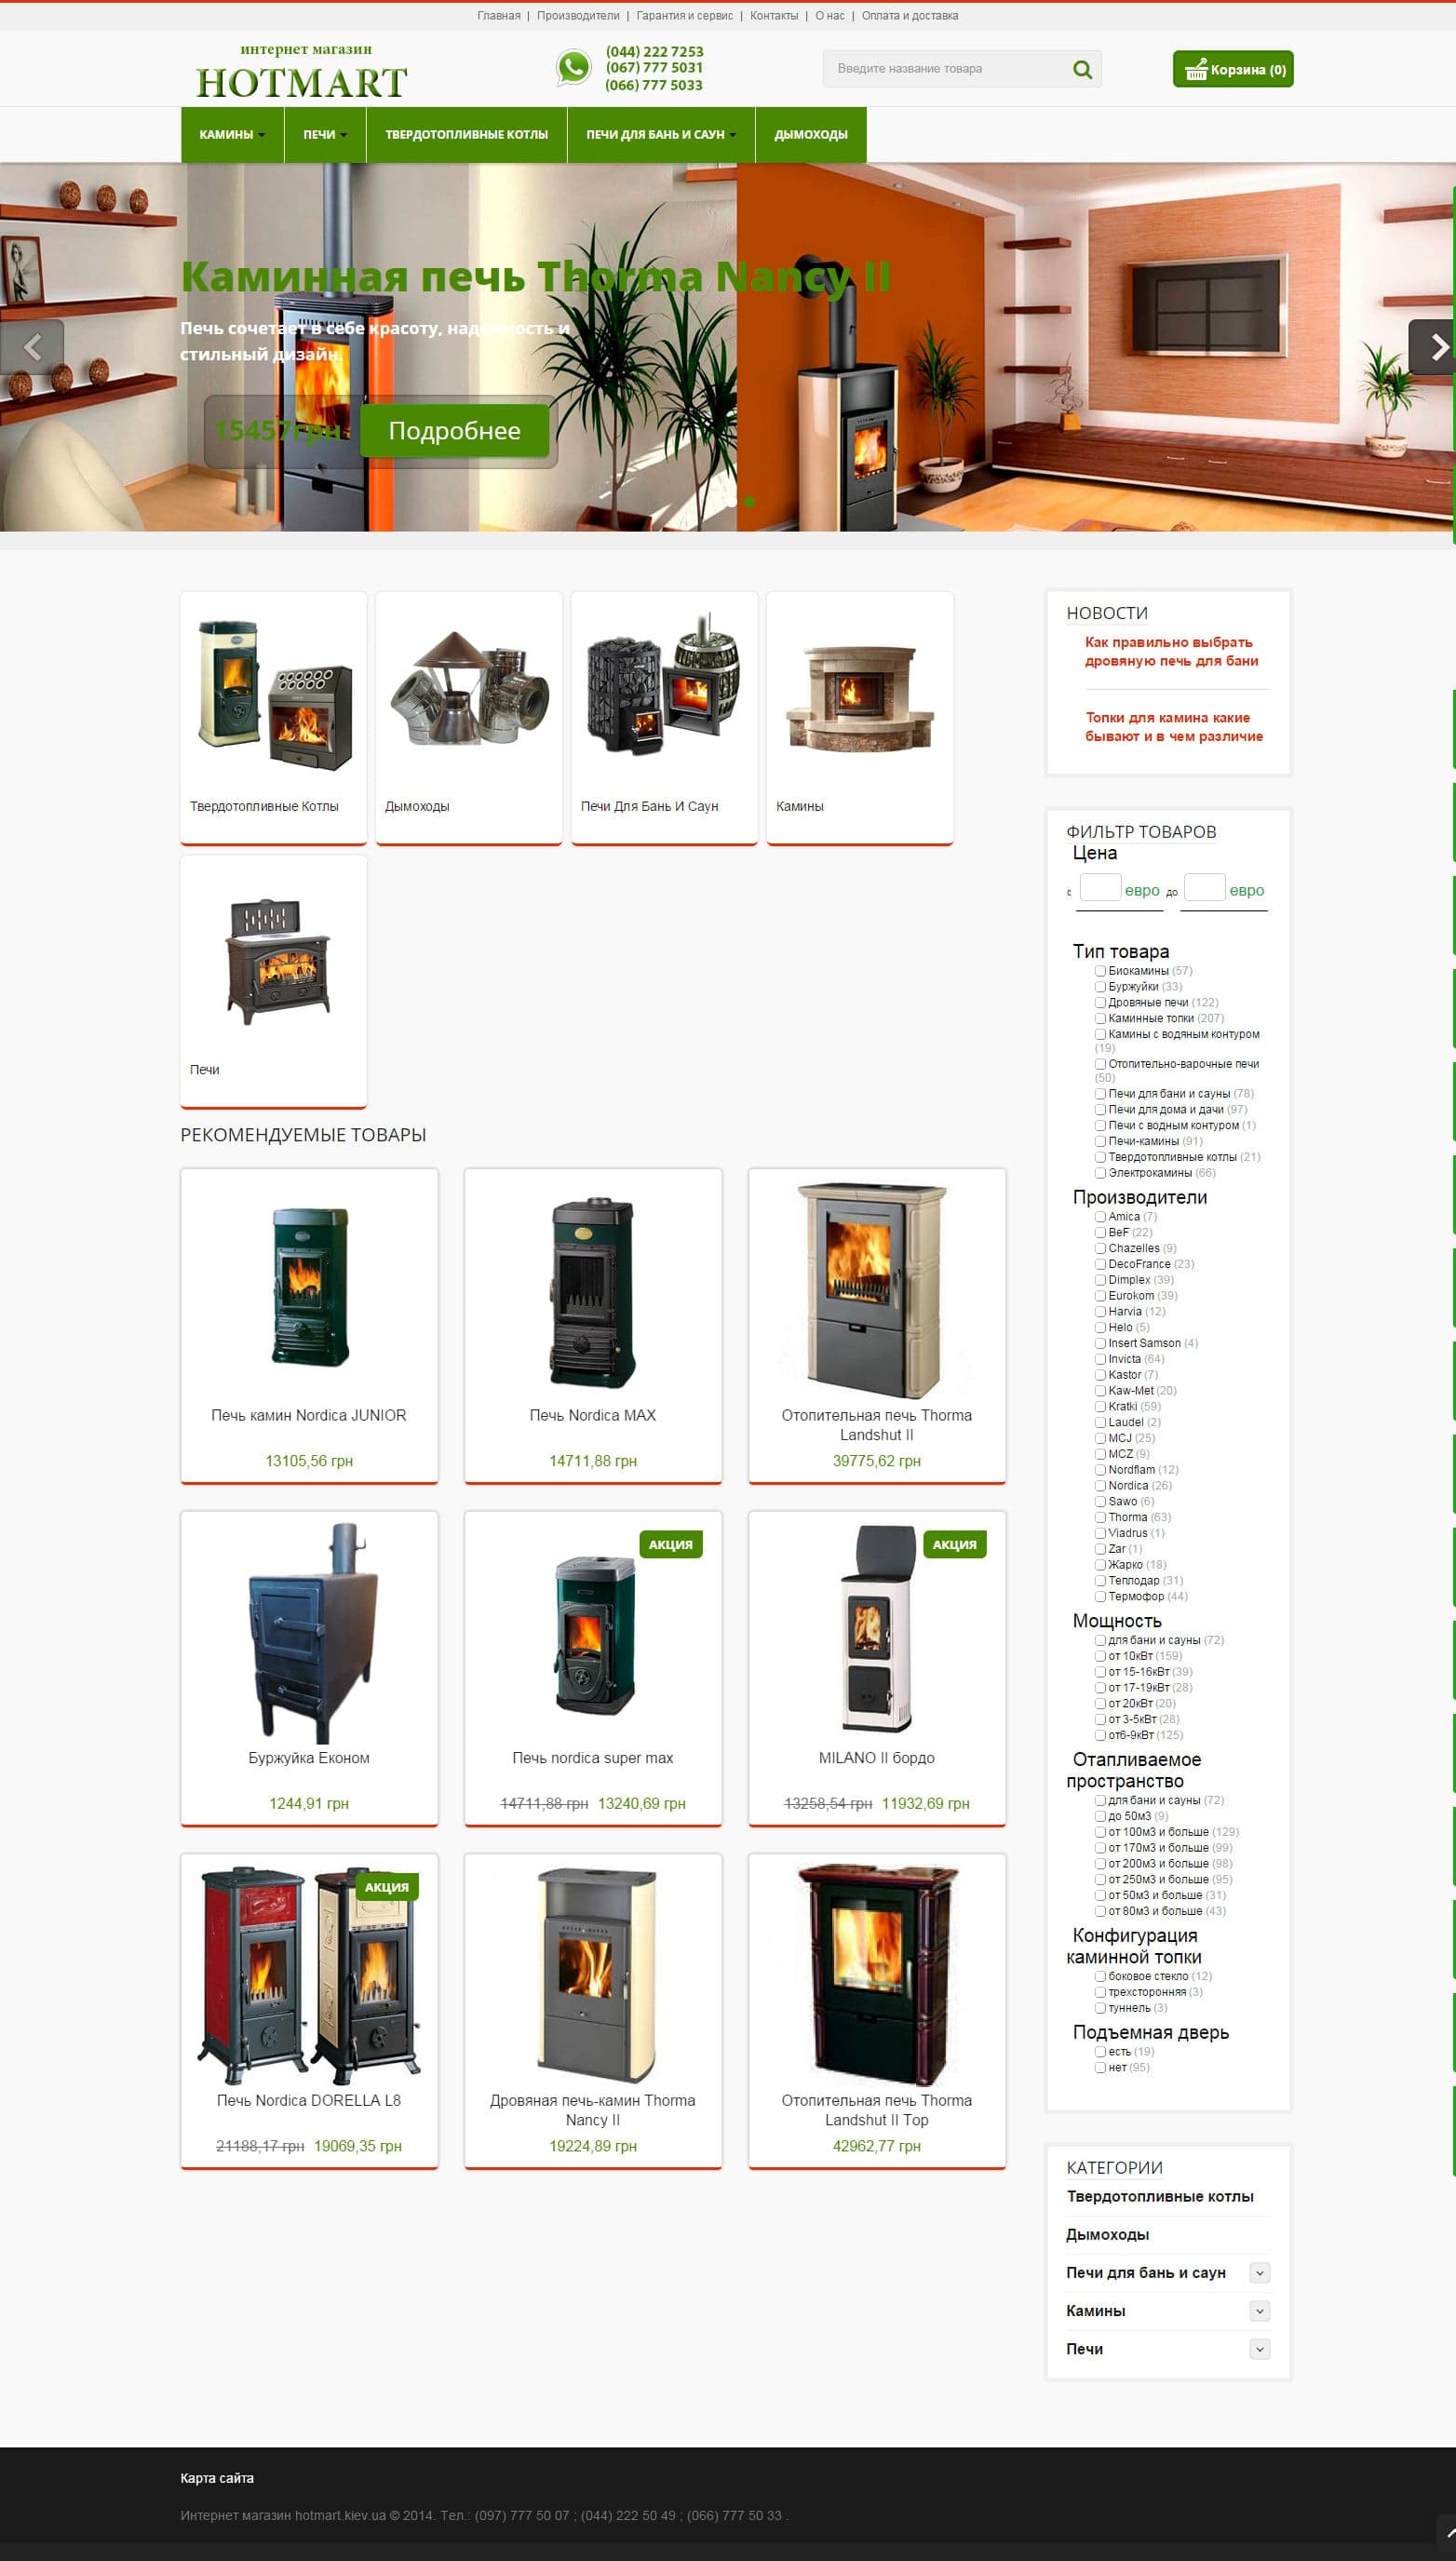 Главная | Производители | Гарантия и сервис | Контакты | О нас | Оплата и доставка
интернет магазин
HOTMART
(044) 222 7253
(067) 777 5031
(066) 777 5033
Введите название товара
Корзина (0)
КАМИНЫ
ПЕЧИ
ТВЕРДОТОПЛИВНЫЕ КОТЛЫ
ПЕЧИ ДЛЯ БАНЬ И САУН
ДЫМОХОДЫ
Каминная печь Thorma Nancy II
Печь сочетает в себе красоту, надежность и
стильный дизайн.
15457грн
Подробнее
Твердотопливные Котлы
Дымоходы
Печи Для Бань И Саун
Камины
Печи
РЕКОМЕНДУЕМЫЕ ТОВАРЫ
Печь камин Nordica JUNIOR
13105,56 грн
Печь Nordica MAX
14711,88 грн
Отопительная печь Thorma
Landshut II
39775,62 грн
Буржуйка Економ
1244,91 грн
АКЦИЯ
Печь nordica super max
14711,88 грн 13240,69 грн
АКЦИЯ
MILANO II бордо
13258,54 грн 11932,69 грн
АКЦИЯ
Печь Nordica DORELLA L8
21188,17 грн 19069,35 грн
Дровяная печь-камин Thorma
Nancy II
19224,89 грн
Отопительная печь Thorma
Landshut II Top
42962,77 грн
НОВОСТИ
Как правильно выбрать
дровяную печь для бани
Топки для камина какие
бывают и в чем различие
ФИЛЬТР ТОВАРОВ
Цена
с евро до евро
Тип товара
Биокамины (57)
Буржуйки (33)
Дровяные печи (122)
Каминные топки (207)
Камины с водяным контуром
(19)
Отопительно-варочные печи
(50)
Печи для бани и сауны (78)
Печи для дома и дачи (97)
Печи с водным контуром (1)
Печи-камины (91)
Твердотопливные котлы (21)
Электрокамины (66)
Производители
Amica (7)
BeF (22)
Chazelles (9)
DecoFrance (23)
Dimplex (39)
Eurokom (39)
Harvia (12)
Helo (5)
Insert Samson (4)
Invicta (64)
Kastor (7)
Kaw-Met (20)
Kratki (59)
Laudel (2)
MCJ (25)
MCZ (9)
Nordflam (12)
Nordica (26)
Sawo (6)
Thorma (63)
Viadrus (1)
Zar (1)
Жарко (18)
Теплодар (31)
Термофор (44)
Мощность
для бани и сауны (72)
от 10кВт (159)
от 15-16кВт (39)
от 17-19кВт (28)
от 20кВт (20)
от 3-5кВт (28)
от6-9кВт (125)
Отапливаемое
пространство
для бани и сауны (72)
до 50м3 (9)
от 100м3 и больше (129)
от 170м3 и больше (99)
от 200м3 и больше (98)
от 250м3 и больше (95)
от 50м3 и больше (31)
от 80м3 и больше (43)
Конфигурация
каминной топки
боковое стекло (12)
трехсторонняя (3)
туннель (3)
Подъемная дверь
есть (19)
нет (95)
КАТЕГОРИИ
Твердотопливные котлы
Дымоходы
Печи для бань и саун
Камины
Печи
Карта сайта
Интернет магазин hotmart.kiev.ua © 2014. Тел.: (097) 777 50 07 ; (044) 222 50 49 ; (066) 777 50 33 .